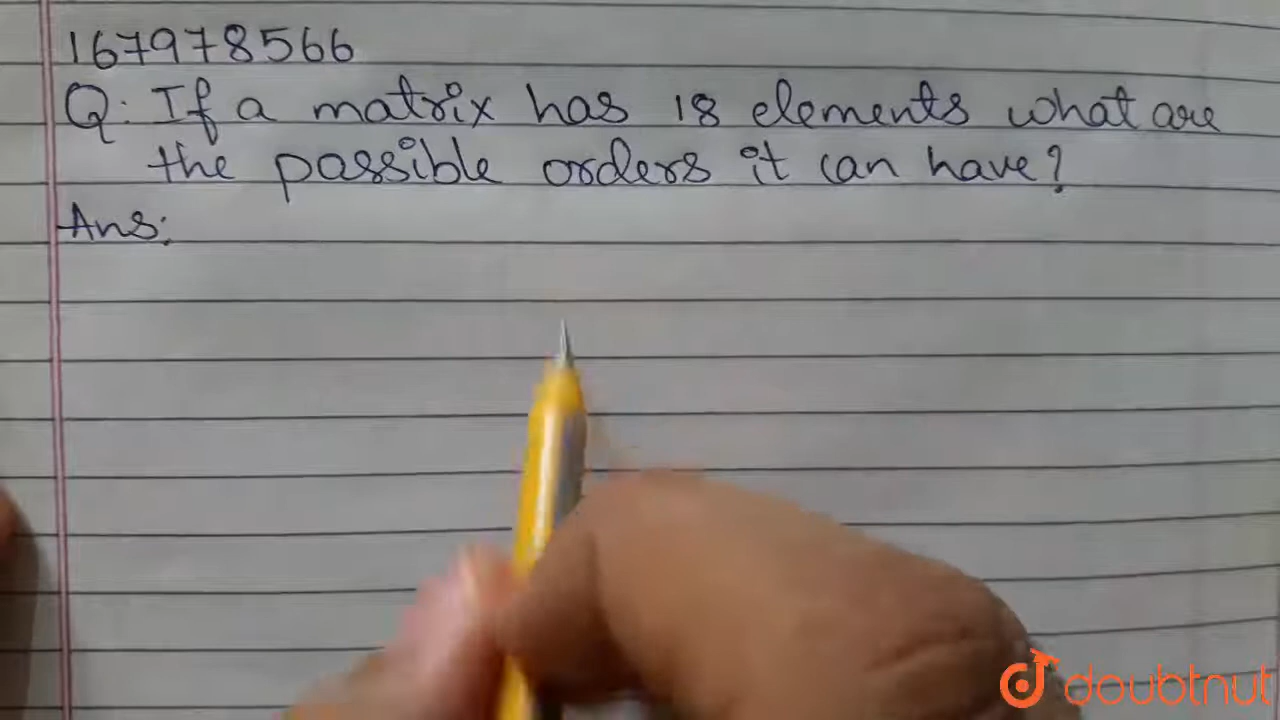 167978566
Q: If a matrix has 18 elements what are
the possible orders it can have?
Ans:
doubtnut